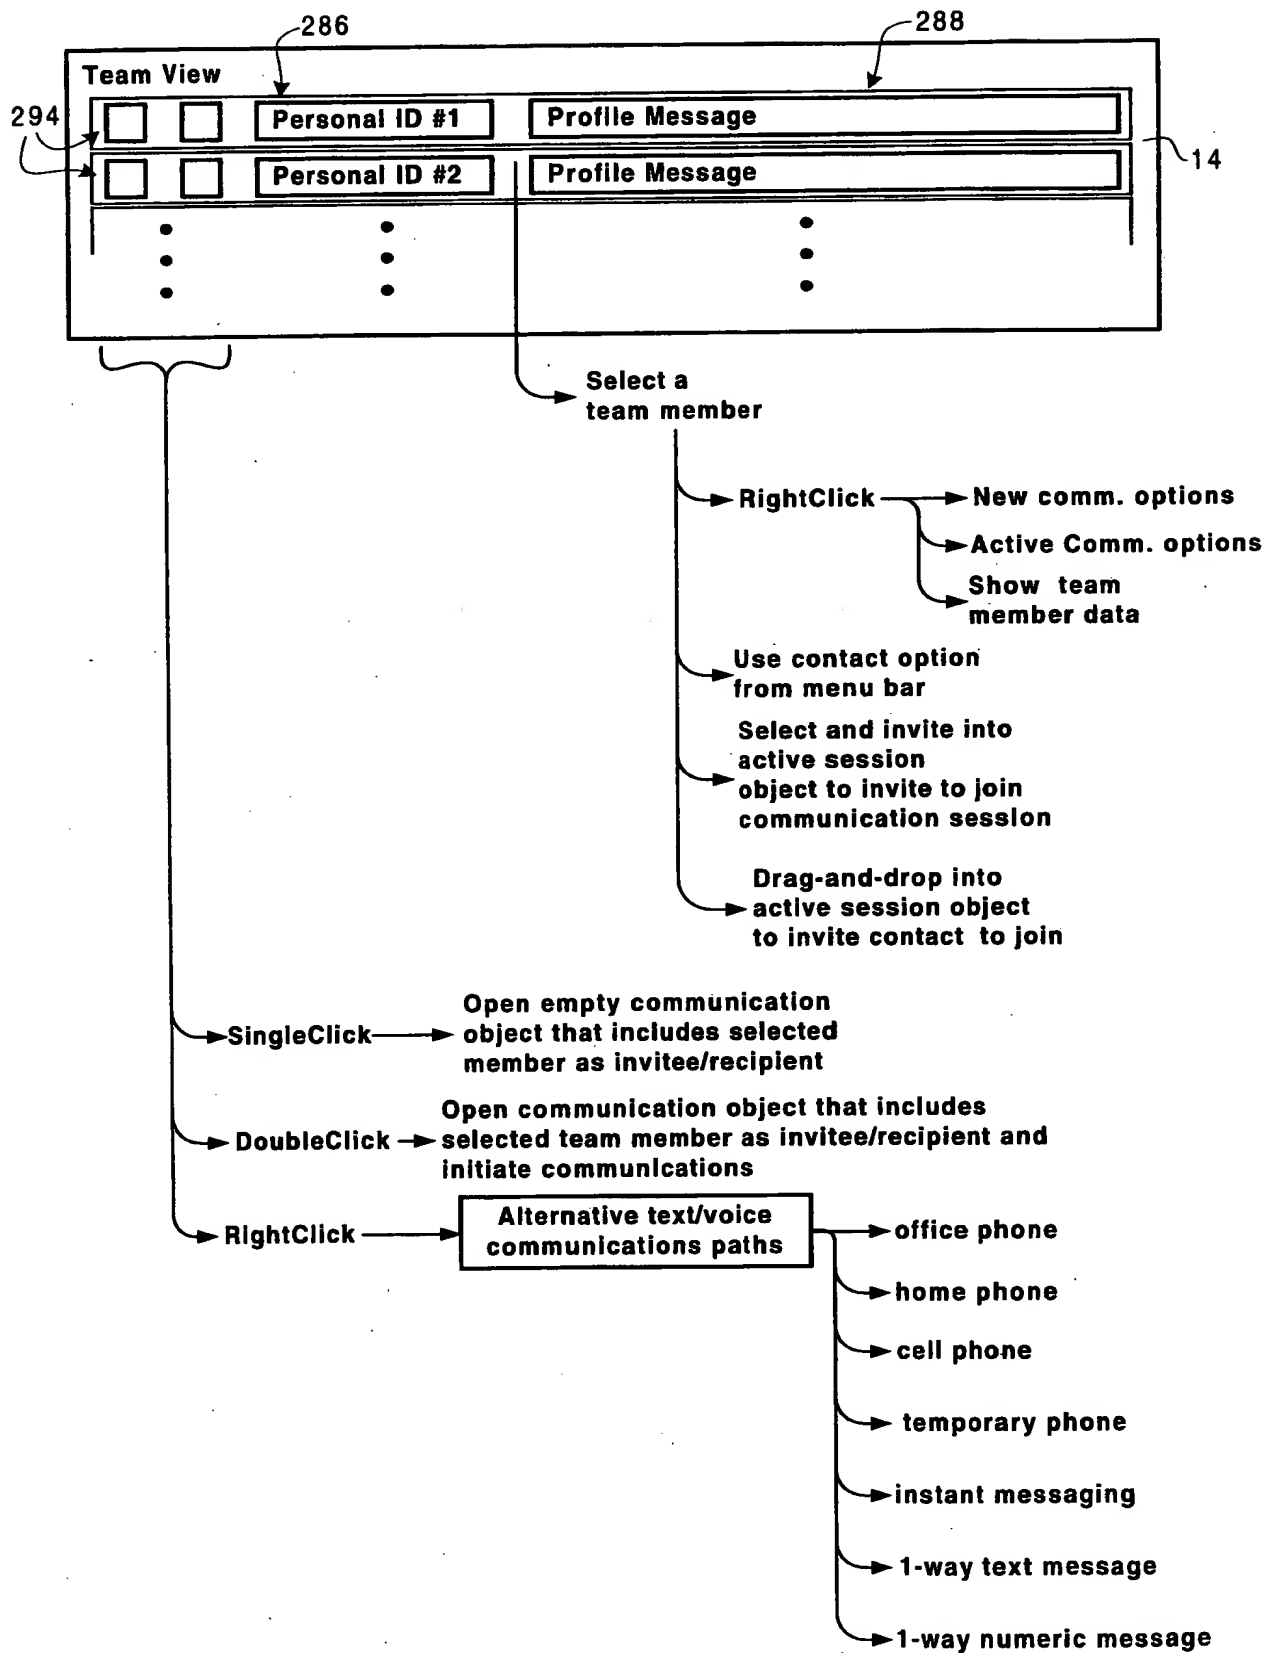 286
288
Team View
294
Personal ID #1
Profile Message
14
Personal ID #2
Profile Message
Select a
team member
RightClick
New comm. options
Active Comm. options
Show team
member data
Use contact option
from menu bar
Select and invite into
active session
object to invite to join
communication session
Drag-and-drop into
active session object
to invite contact to join
SingleClick
Open empty communication
object that includes selected
member as invitee/recipient
DoubleClick
Open communication object that includes
selected team member as invitee/recipient and
initiate communications
RightClick
Alternative text/voice
communications paths
office phone
home phone
cell phone
temporary phone
instant messaging
1-way text message
1-way numeric message